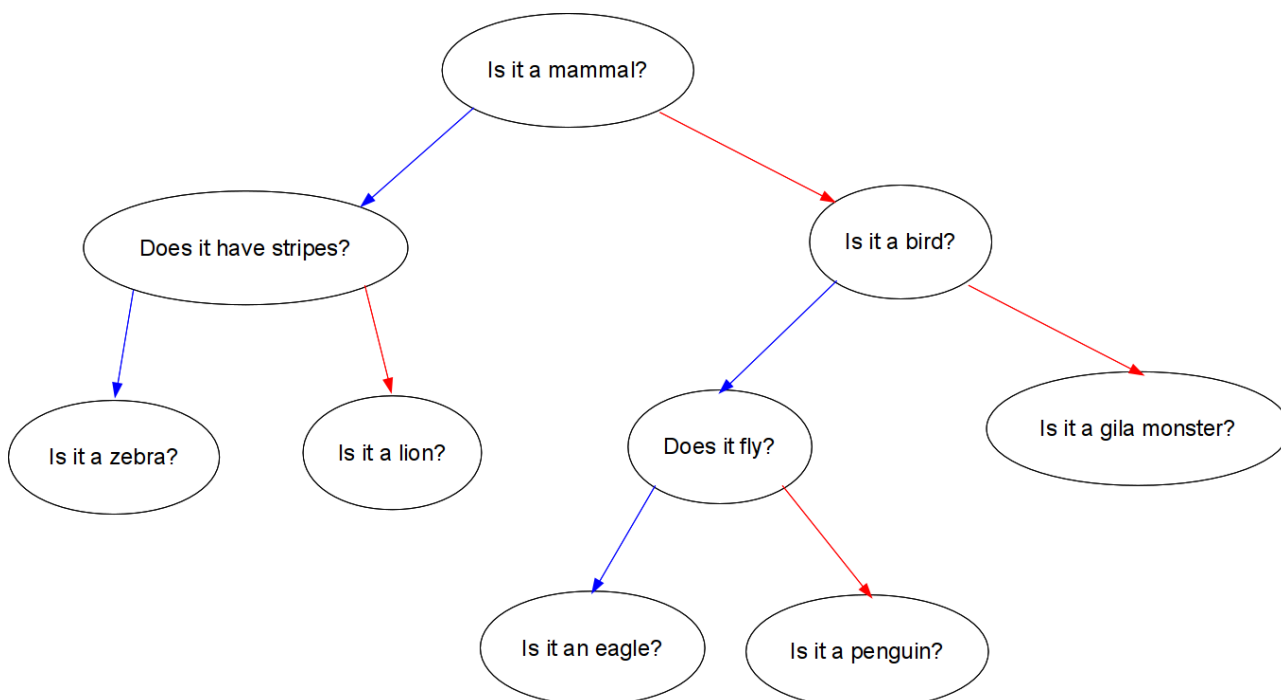 Is it a mammal?
Does it have stripes?
Is it a bird?
Is it a zebra?
Is it a lion?
Does it fly?
Is it a gila monster?
Is it an eagle?
Is it a penguin?